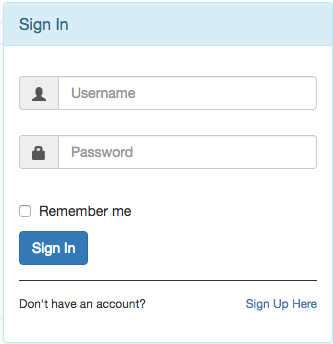 Sign In
Username
Password
Remember me
Sign In
Don't have an account? Sign Up Here